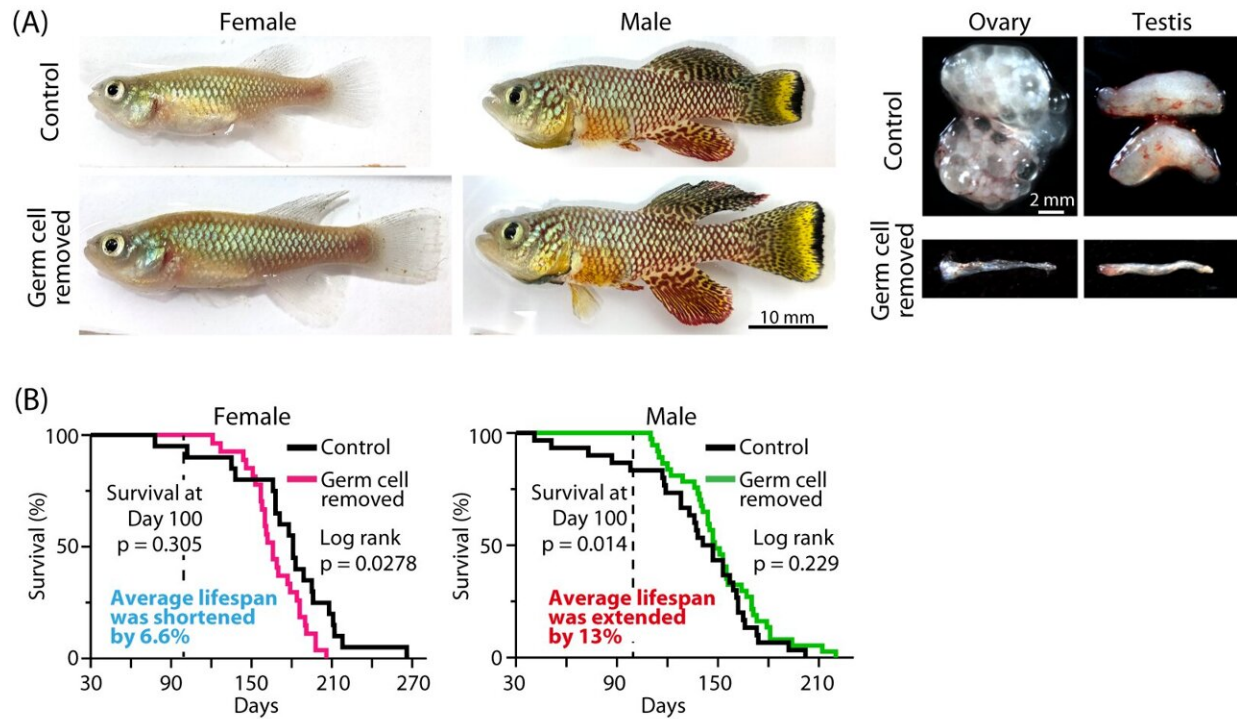 (A)
Female
Male
Ovary
Testis
Control
Germ cell
removed
10 mm
Control
2 mm
Germ cell
removed
(B)
Female
100
50
0
Survival (%)
Control
Germ cell
removed
Survival at
Day 100
p = 0.305
Log rank
p = 0.0278
Average lifespan
was shortened
by 6.6%
30 90 150 210 270
Days
Male
100
50
0
Survival (%)
Control
Germ cell
removed
Survival at
Day 100
p = 0.014
Log rank
p = 0.229
Average lifespan
was extended
by 13%
30 90 150 210
Days